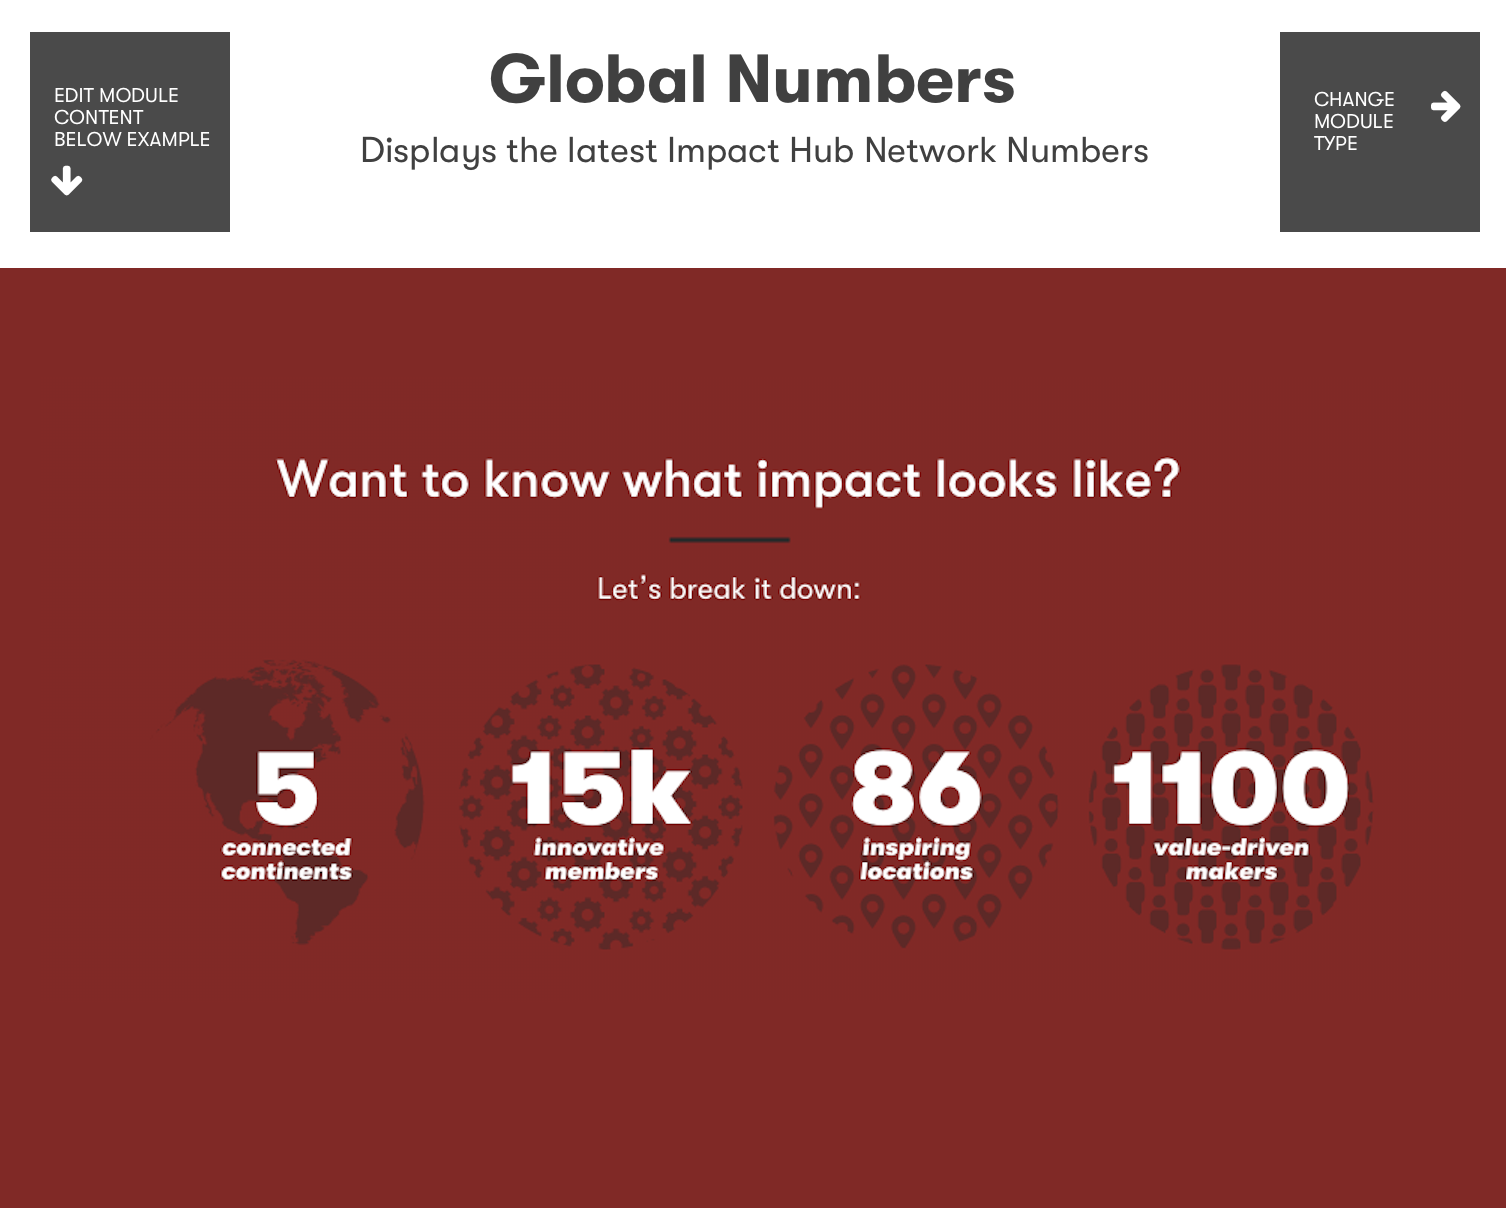 EDIT MODULE
CONTENT
BELOW EXAMPLE
Global Numbers
Displays the latest Impact Hub Network Numbers
CHANGE
MODULE
TYPE
Want to know what impact looks like?
Let’s break it down:
5
connected
continents
15k
innovative
members
86
inspiring
locations
1100
value-driven
makers